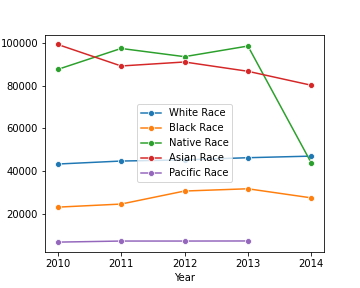 100000
80000
60000
40000
20000
White Race
Black Race
Native Race
Asian Race
Pacific Race
2010 2011 2012 2013 2014
Year